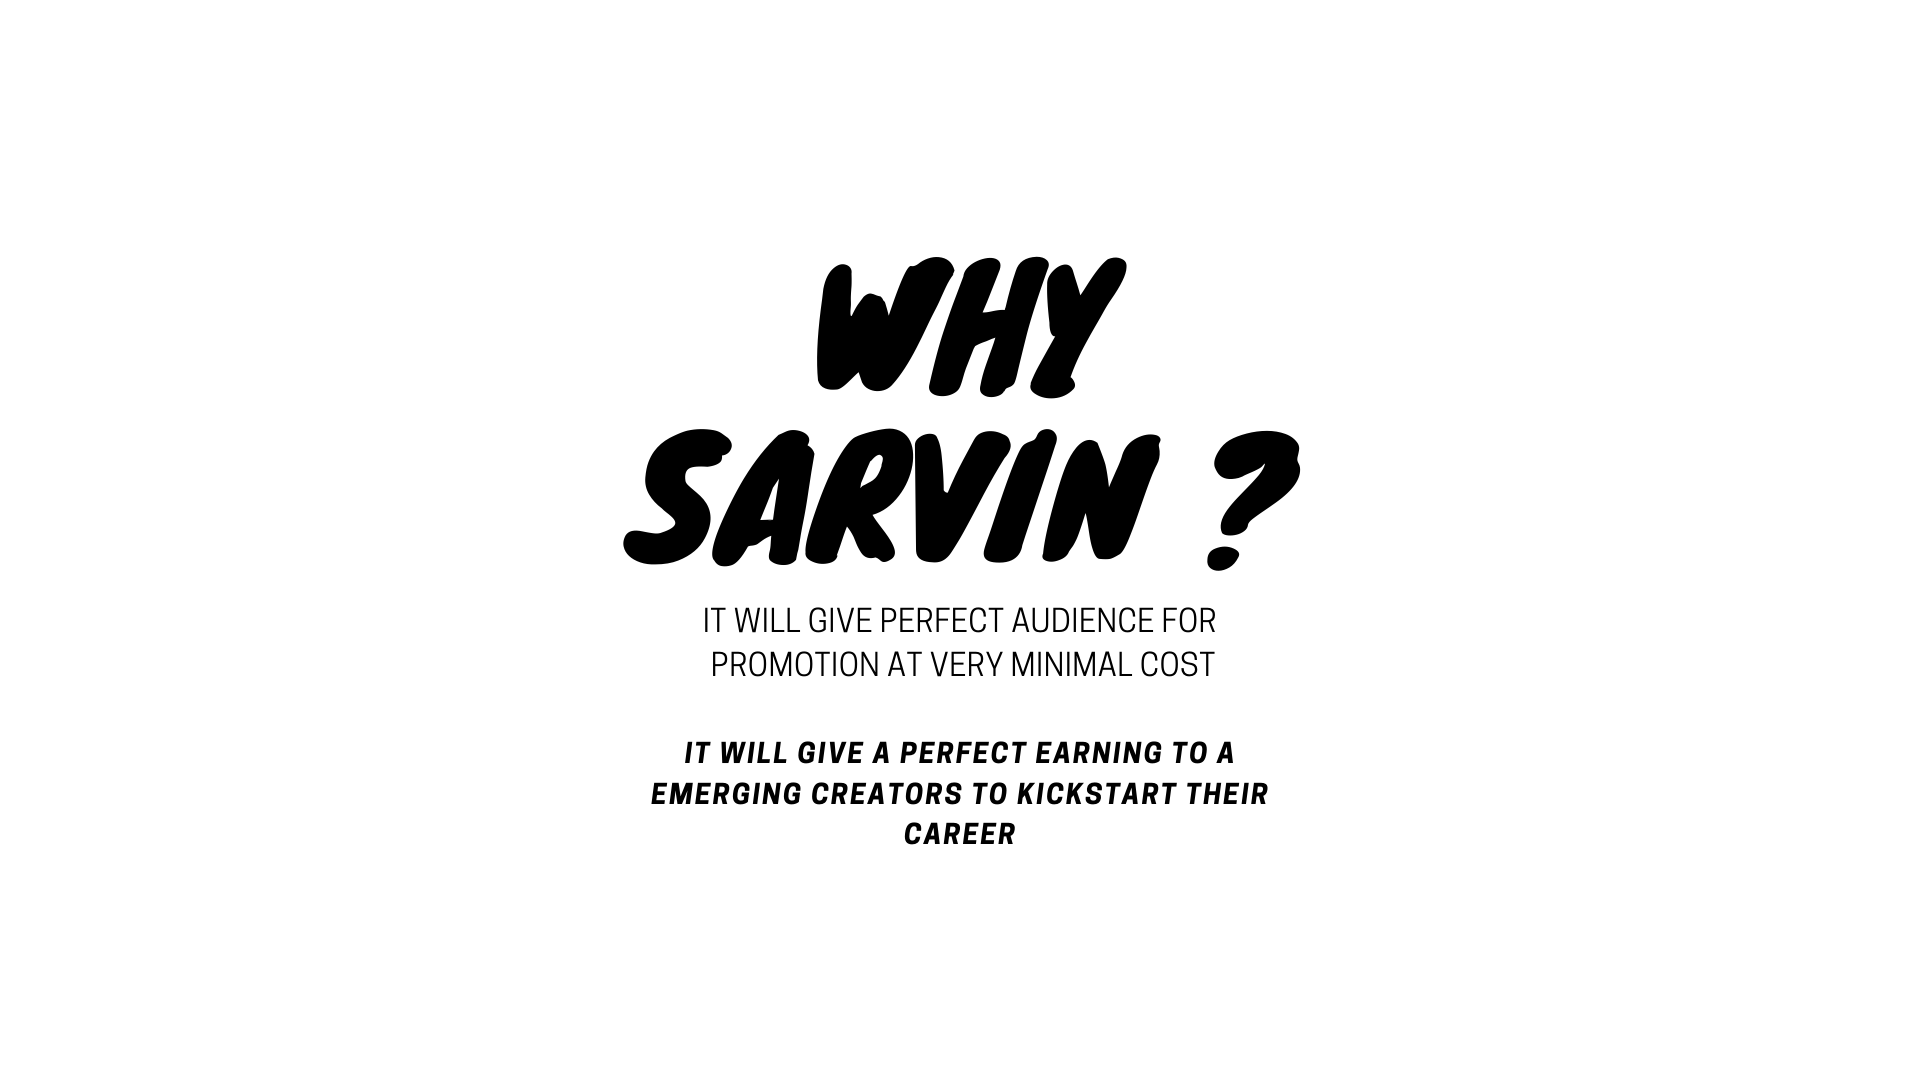 WHY
SARVIN ?
IT WILL GIVE PERFECT AUDIENCE FOR
PROMOTION AT VERY MINIMAL COST
IT WILL GIVE A PERFECT EARNING TO A
EMERGING CREATORS TO KICKSTART THEIR
CAREER